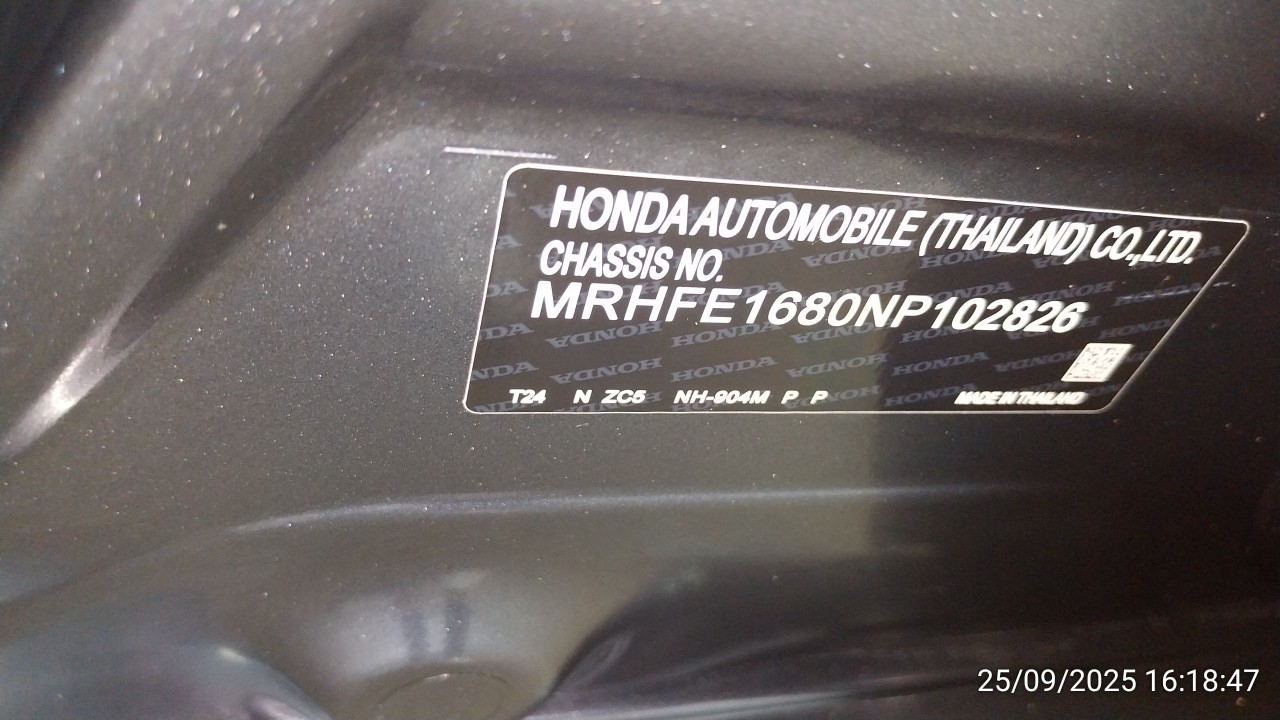 HONDA AUTOMOBILE (THAILAND) CO.,LTD.
CHASSIS NO.
MRHFE1680NP102826
T24 N ZC5 NH-904M P P
MADE IN THAILAND
25/09/2025 16:18:47